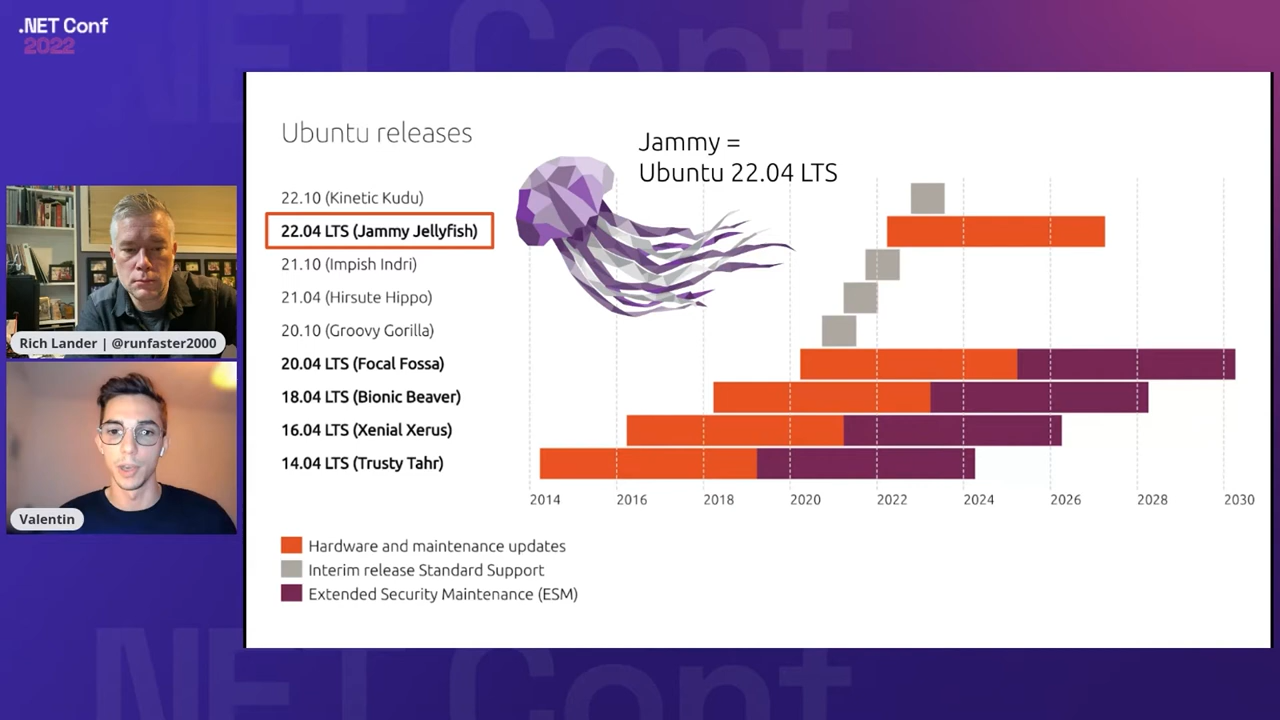 .NET Conf
2022
Ubuntu releases
Jammy =
Ubuntu 22.04 LTS
22.10 (Kinetic Kudu)
22.04 LTS (Jammy Jellyfish)
21.10 (Impish Indri)
21.04 (Hirsute Hippo)
20.10 (Groovy Gorilla)
20.04 LTS (Focal Fossa)
18.04 LTS (Bionic Beaver)
16.04 LTS (Xenial Xerus)
14.04 LTS (Trusty Tahr)
2014 2016 2018 2020 2022 2024 2026 2028 2030
Hardware and maintenance updates
Interim release Standard Support
Extended Security Maintenance (ESM)
Rich Lander | @runfaster2000
Valentin
.NET Conf
.NET Conf